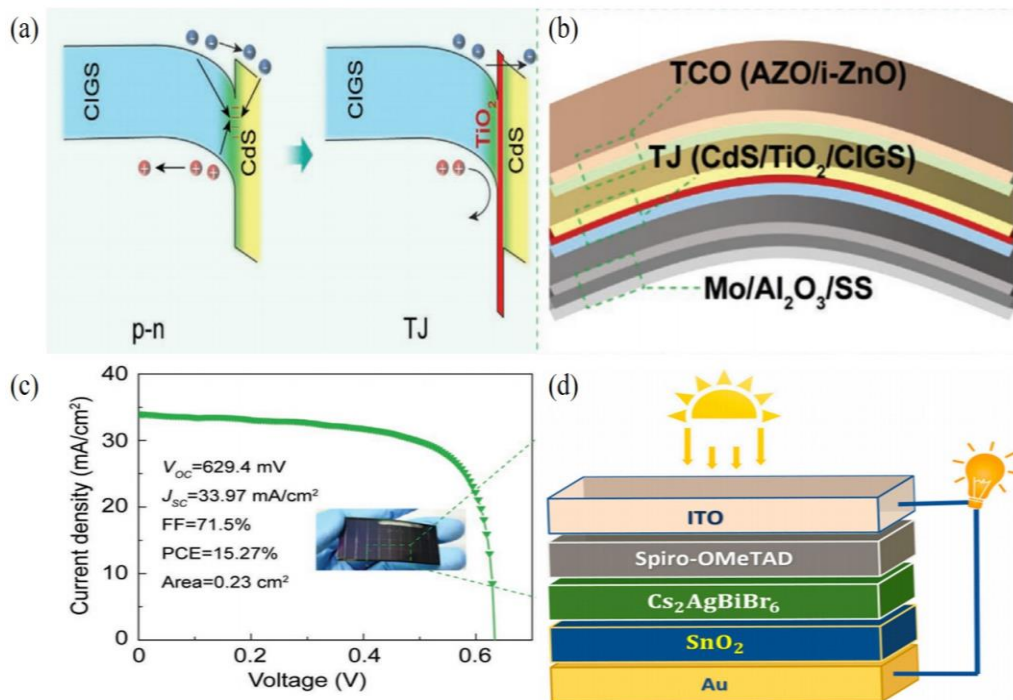 (a)
CIGS
CdS
p-n
CIGS
TiO₂
CdS
TJ
(b)
TCO (AZO/i-ZnO)
TJ (CdS/TiO₂/CIGS)
Mo/Al₂O₃/SS
(c)
Current density (mA/cm²)
40
30
20
10
0
V_OC=629.4 mV
J_SC=33.97 mA/cm²
FF=71.5%
PCE=15.27%
Area=0.23 cm²
0 0.2 0.4 0.6
Voltage (V)
(d)
ITO
Spiro-OMeTAD
Cs₂AgBiBr₆
SnO₂
Au